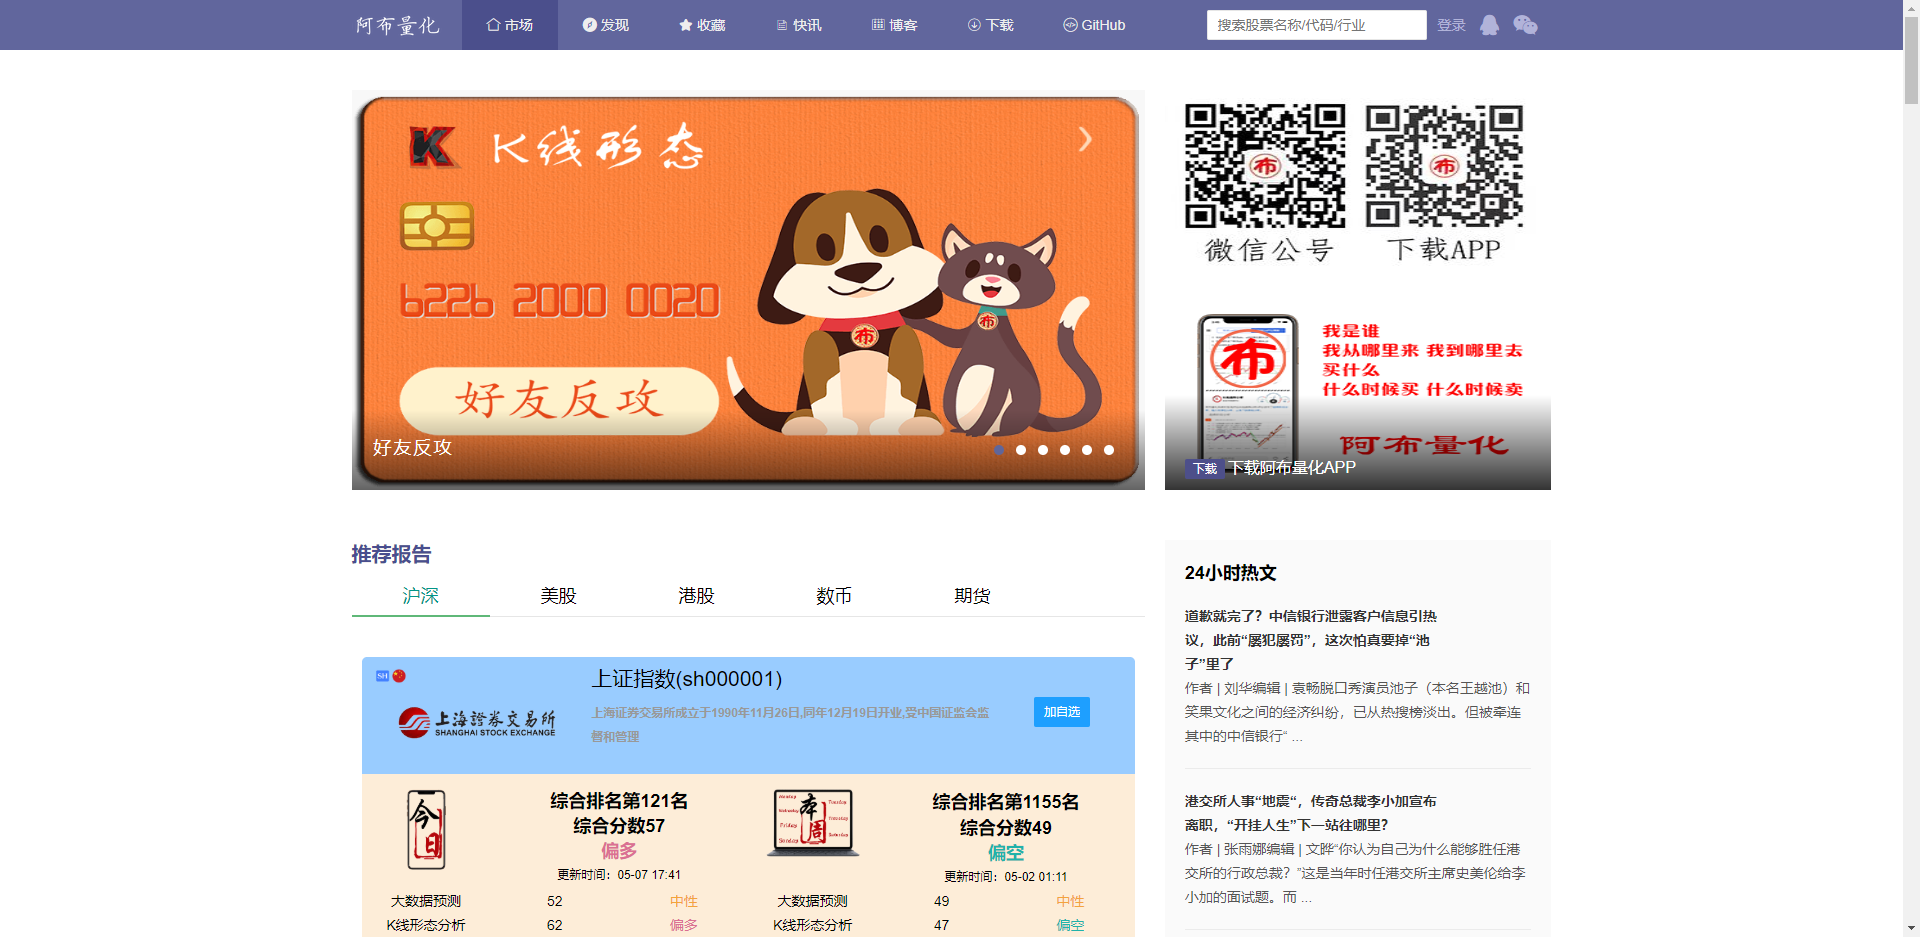 阿布量化
市场
发现
收藏
快讯
博客
下载
GitHub
搜索股票名称/代码/行业
登录
K
K线形态
6226 2000 0020
好友反攻
好友反攻
布
布
布
微信公号
布
下载APP
布
我是谁
我从哪里来 我到哪里去
买什么
什么时候买 什么时候卖
阿布量化
下载 下载阿布量化APP
推荐报告
沪深
美股
港股
数币
期货
SH
上海證券交易所
SHANGHAI STOCK EXCHANGE
上证指数(sh000001)
上海证券交易所成立于1990年11月26日,同年12月19日开业,受中国证监会监
督和管理
加自选
今日
综合排名第121名
综合分数57
偏多
更新时间：05-07 17:41
大数据预测 52 中性
K线形态分析 62 偏多
本周
综合排名第1155名
综合分数49
偏空
更新时间：05-02 01:11
大数据预测 49 中性
K线形态分析 47 偏空
24小时热文
道歉就完了？中信银行泄露客户信息引热
议，此前“屡犯屡罚”，这次怕真要掉“池
子”里了
作者 | 刘华编辑 | 袁畅脱口秀演员池子（本名王越池）和
笑果文化之间的经济纠纷，已从热搜榜淡出。但被牵连
其中的中信银行“ ...
港交所人事“地震“，传奇总裁李小加宣布
离职，“开挂人生”下一站往哪里？
作者 | 张雨娜编辑 | 文晔“你认为自己为什么能够胜任港
交所的行政总裁？”这是当年时任港交所主席史美伦给李
小加的面试题。而 ...